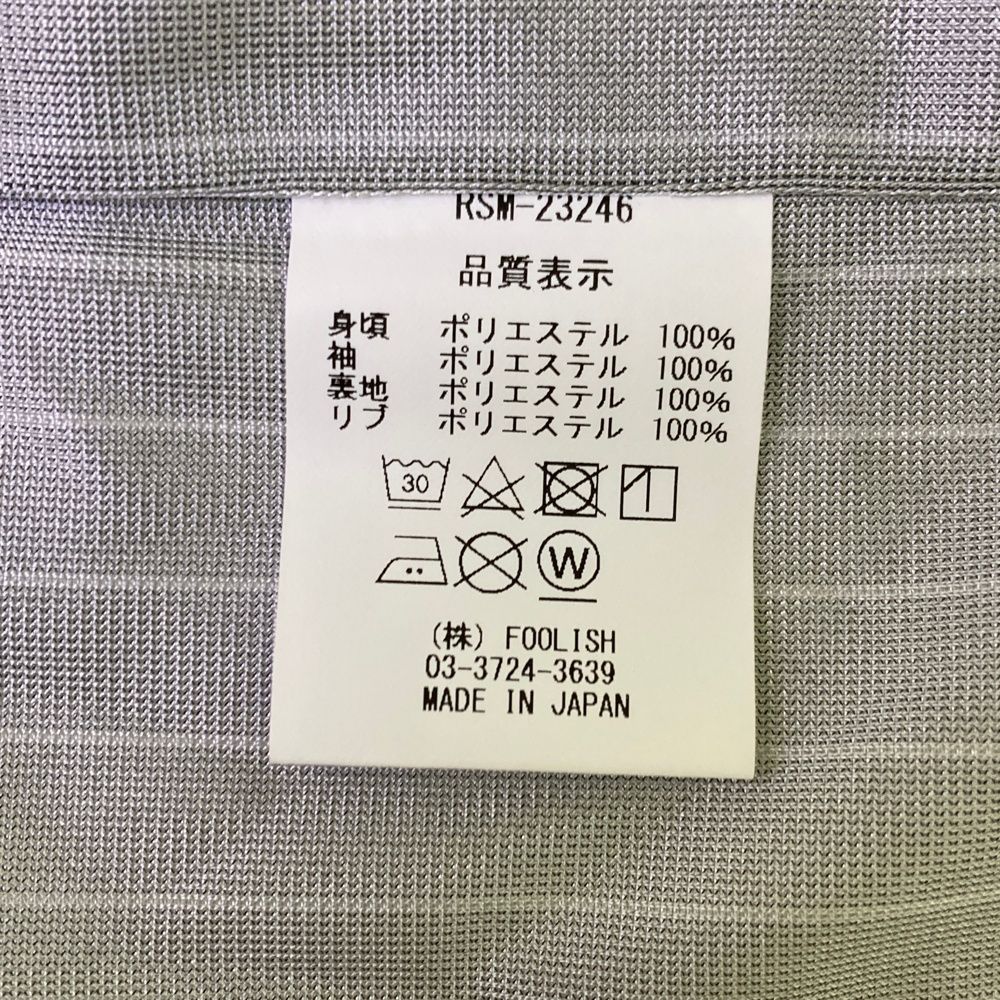 RSM-23246
品質表示
身頃 ポリエステル 100%
袖 ポリエステル 100%
裏地 ポリエステル 100%
リブ ポリエステル 100%
30
W
(株) FOOLISH
03-3724-3639
MADE IN JAPAN